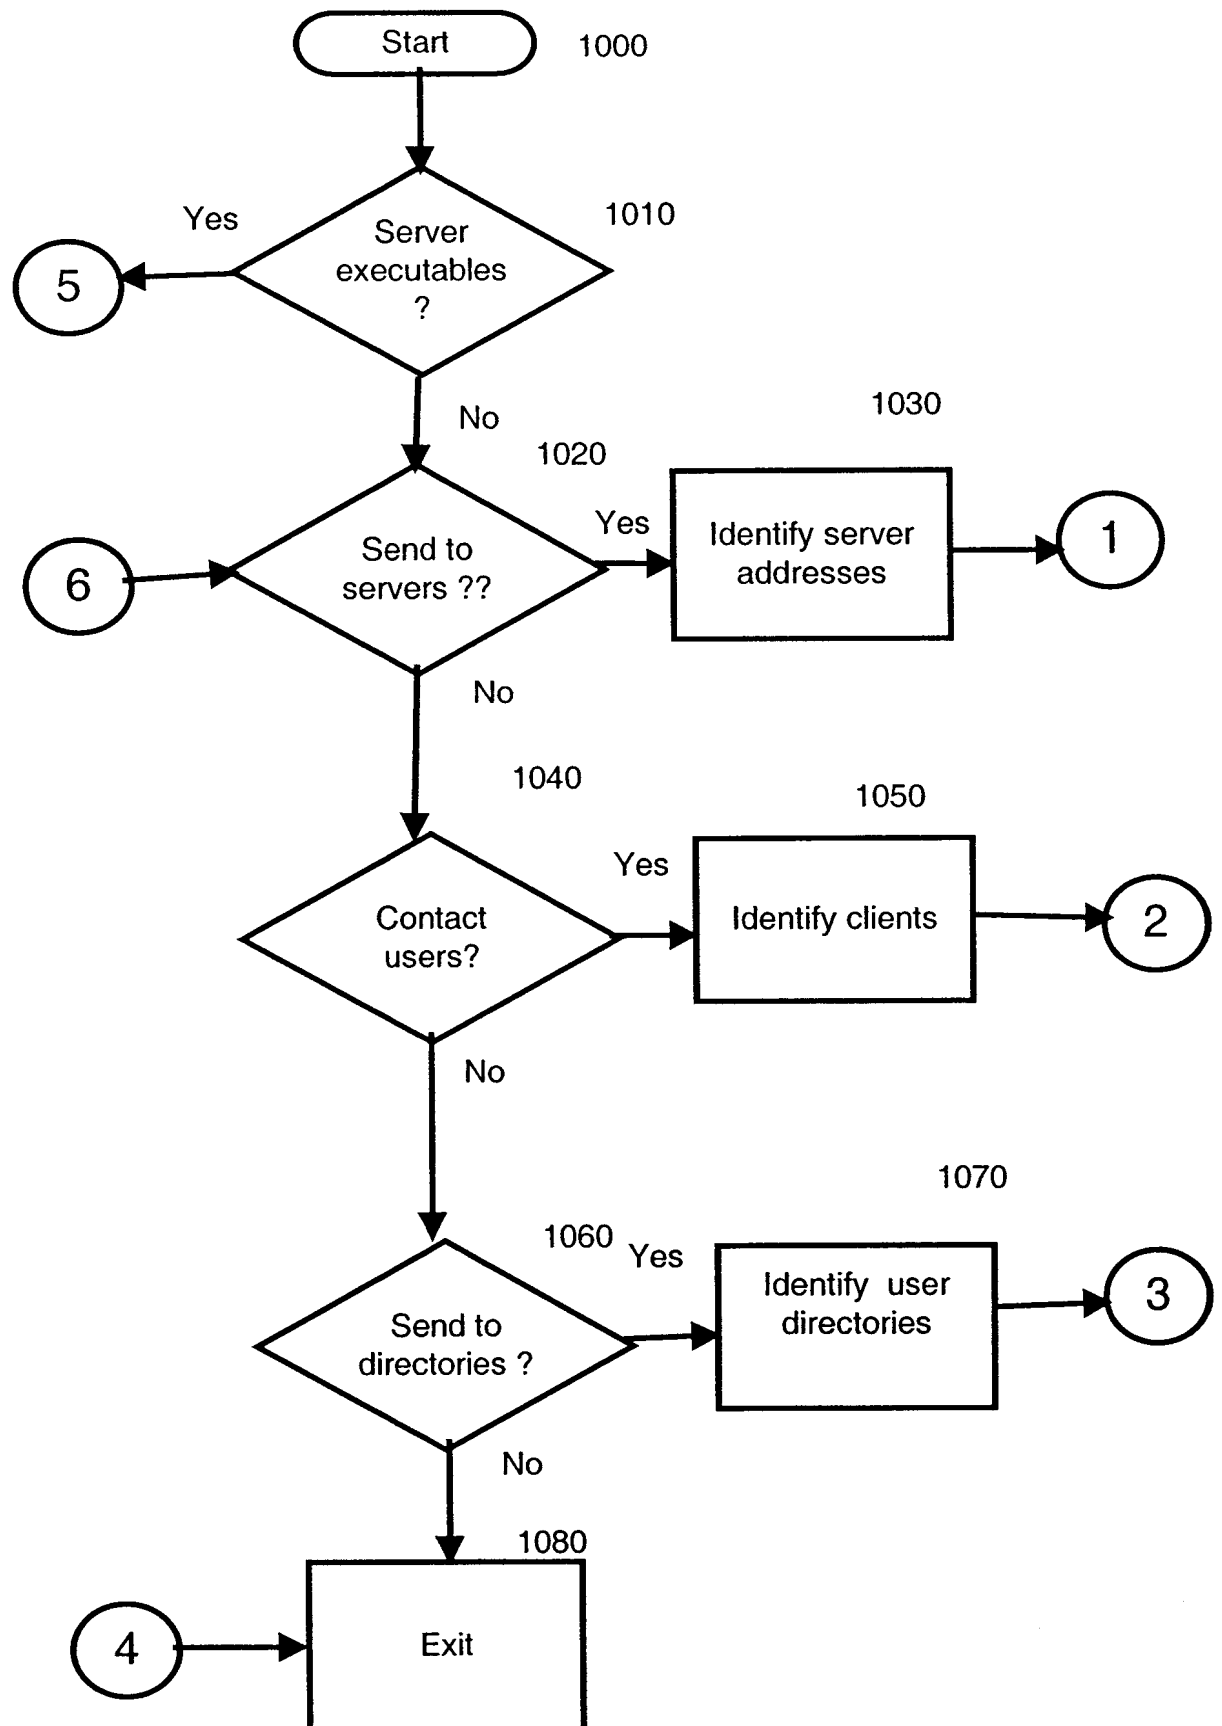 Start
1000
Yes
1010
Server
executables
?
5
No
1030
1020
Yes
Identify server
addresses
1
Send to
servers ??
6
No
1040
1050
Yes
Contact
users?
Identify clients
2
No
1070
1060
Yes
Identify user
directories
3
Send to
directories ?
No
1080
4
Exit